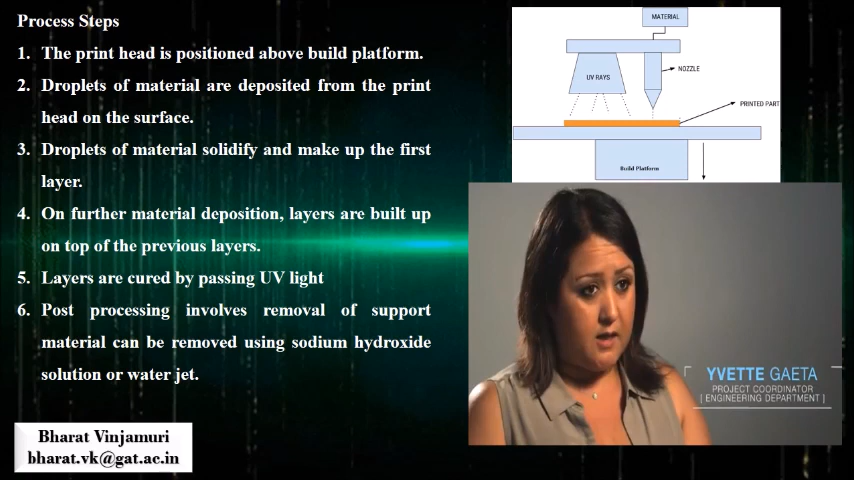 Process Steps
1. The print head is positioned above build platform.
2. Droplets of material are deposited from the print
head on the surface.
3. Droplets of material solidify and make up the first
layer.
4. On further material deposition, layers are built up
on top of the previous layers.
5. Layers are cured by passing UV light
6. Post processing involves removal of support
material can be removed using sodium hydroxide
solution or water jet.
Bharat Vinjamuri
bharat.vk@gat.ac.in
MATERIAL
UV RAYS
NOZZLE
PRINTED PART
Build Platform
YVETTE GAETA
PROJECT COORDINATOR
[ ENGINEERING DEPARTMENT ]